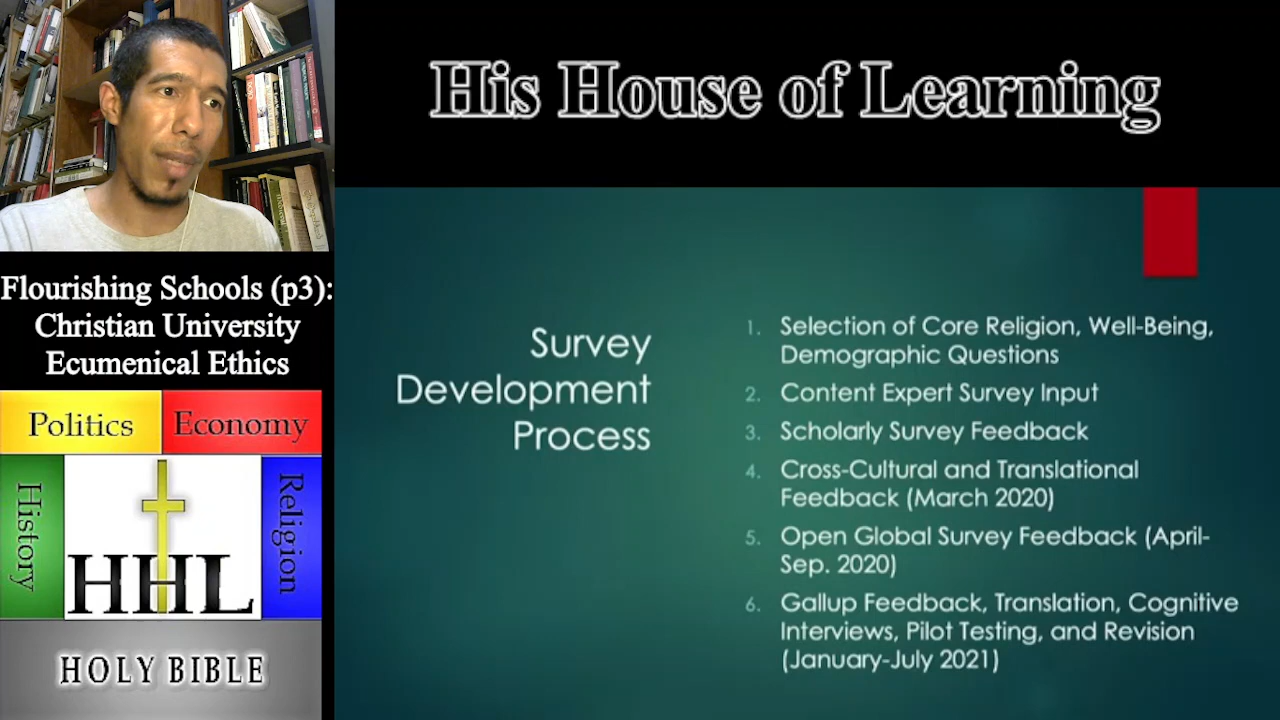 His House of Learning
Flourishing Schools (p3):
Christian University
Ecumenical Ethics
Politics
Economy
History
Religion
HHL
HOLY BIBLE
Survey
Development
Process
1. Selection of Core Religion, Well-Being,
Demographic Questions
2. Content Expert Survey Input
3. Scholarly Survey Feedback
4. Cross-Cultural and Translational
Feedback (March 2020)
5. Open Global Survey Feedback (April-
Sep. 2020)
6. Gallup Feedback, Translation, Cognitive
Interviews, Pilot Testing, and Revision
(January-July 2021)